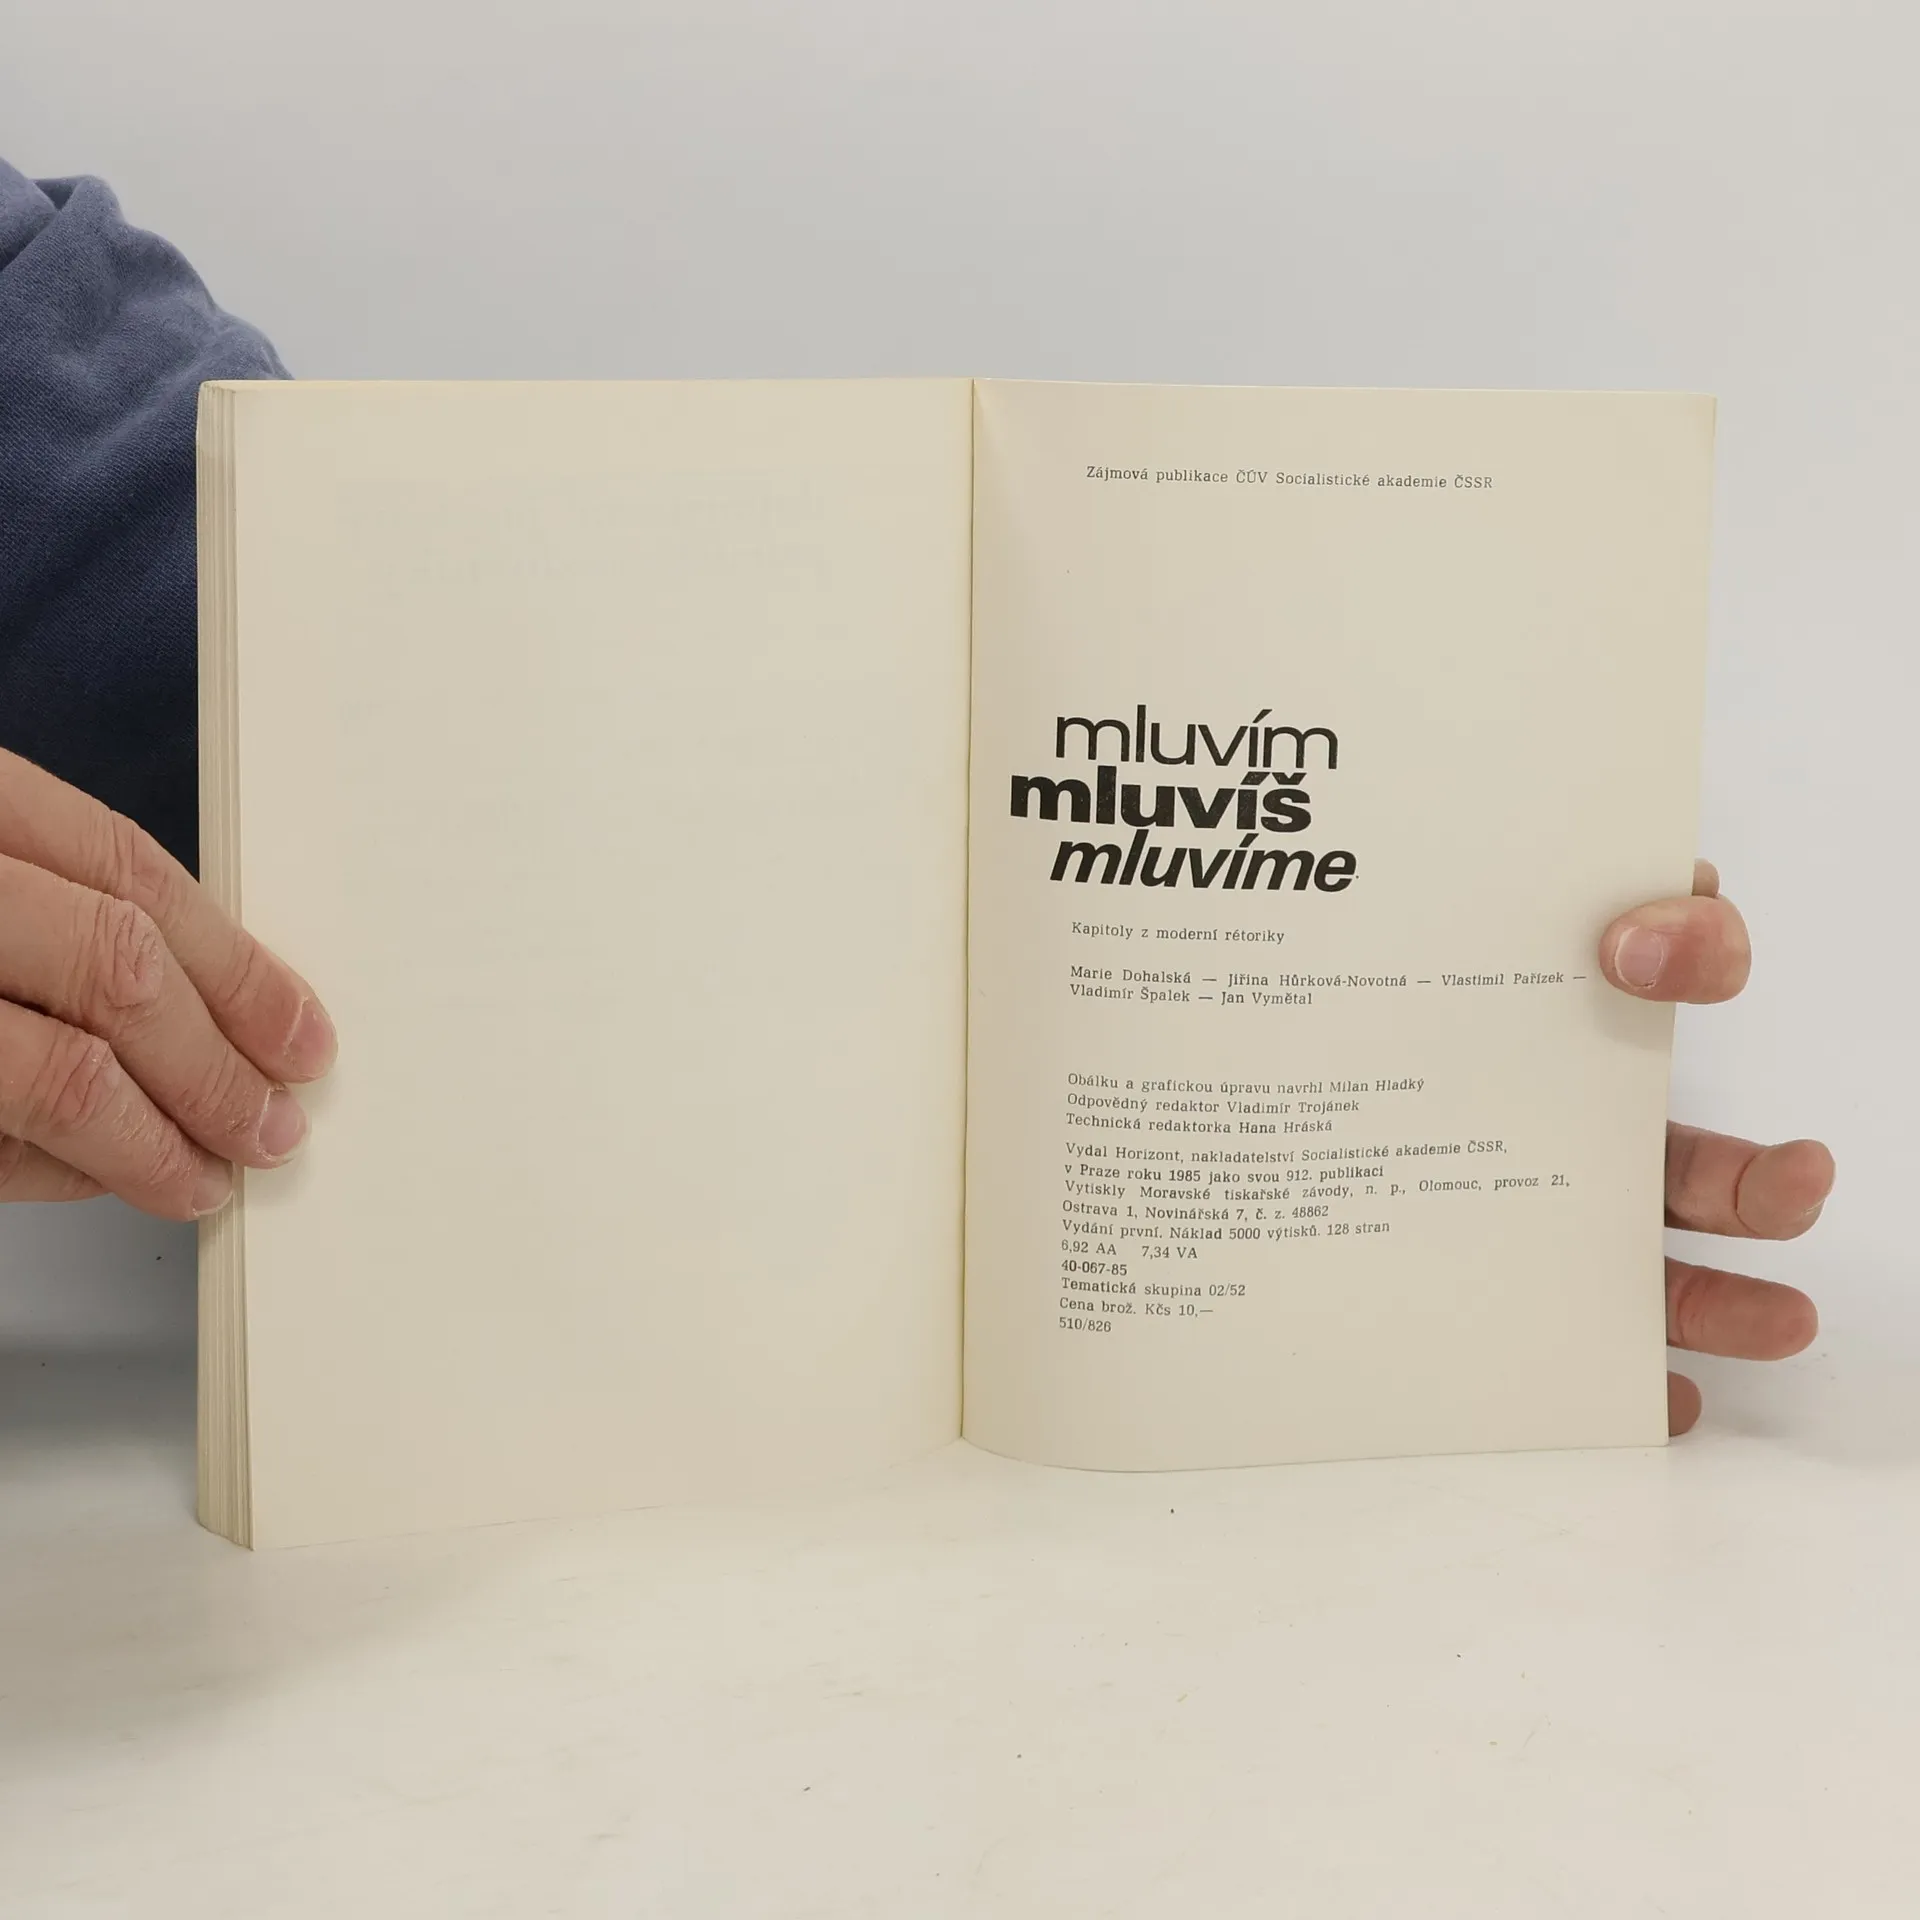 Zájmová publikace ČÚV Socialistické akademie ČSSR
mluvím
mluvíš
mluvíme
Kapitoly z moderní rétoriky
Marie Dohalská — Jiřina Hůrková-Novotná — Vlastimil Pařízek —
Vladimír Špalek — Jan Vymětal
Obálku a grafickou úpravu navrhl Milan Hladký
Odpovědný redaktor Vladimír Trojánek
Technická redaktorka Hana Hráská
Vydal Horizont, nakladatelství Socialistické akademie ČSSR,
v Praze roku 1985 jako svou 912. publikaci
Vytiskly Moravské tiskařské závody, n. p., Olomouc, provoz 21,
Ostrava 1, Novinářská 7, č. z. 48862
Vydání první. Náklad 5000 výtisků. 128 stran
6,92 AA 7,34 VA
40-067-85
Tematická skupina 02/52
Cena brož. Kčs 10,—
510/826